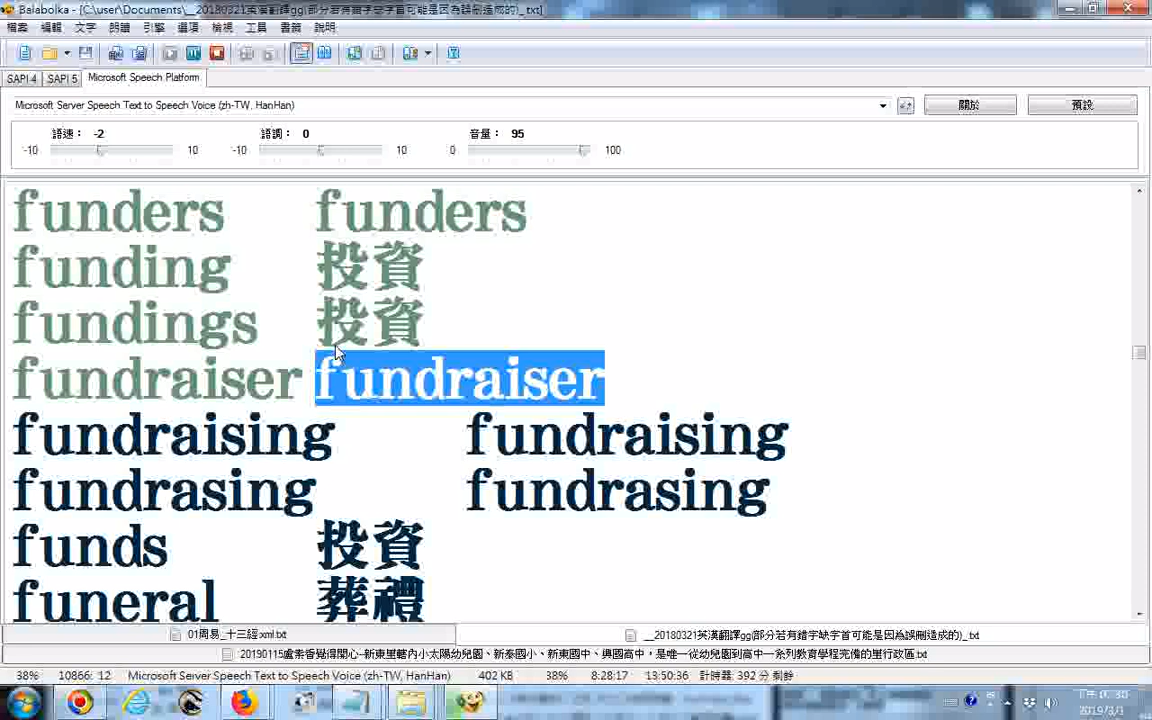 Balabolka - [C:\user\Documents\__20180321英漢翻譯gg(部分若有錯字缺字首可能是因為誤刪造成的)_.txt]
檔案 編輯 文字 朗讀 引擎 選項 檢視 工具 書籤 說明
SAPI 4 SAPI 5 Microsoft Speech Platform
Microsoft Server Speech Text to Speech Voice (zh-TW, HanHan) 關於 預設
語速： -2 語調： 0 音量： 95
-10 10 -10 10 0 100
funders funders
funding 投資
fundings 投資
fundraiser fundraiser
fundraising fundraising
fundrasing fundrasing
funds 投資
funeral 葬禮
01周易_十三經.xml.txt __20180321英漢翻譯gg(部分若有錯字缺字首可能是因為誤刪造成的)_.txt
20190115盧素香覺得開心-新東里轄內小太陽幼兒園、新泰國小、新東國中、興國高中，是唯一從幼兒園到高中一系列教育學程完備的里行政區.txt
38% 10866: 12 Microsoft Server Speech Text to Speech Voice (zh-TW, HanHan) 402 KB 38% 8:28:17 13:50:36 計時器: 392 分 剩餘